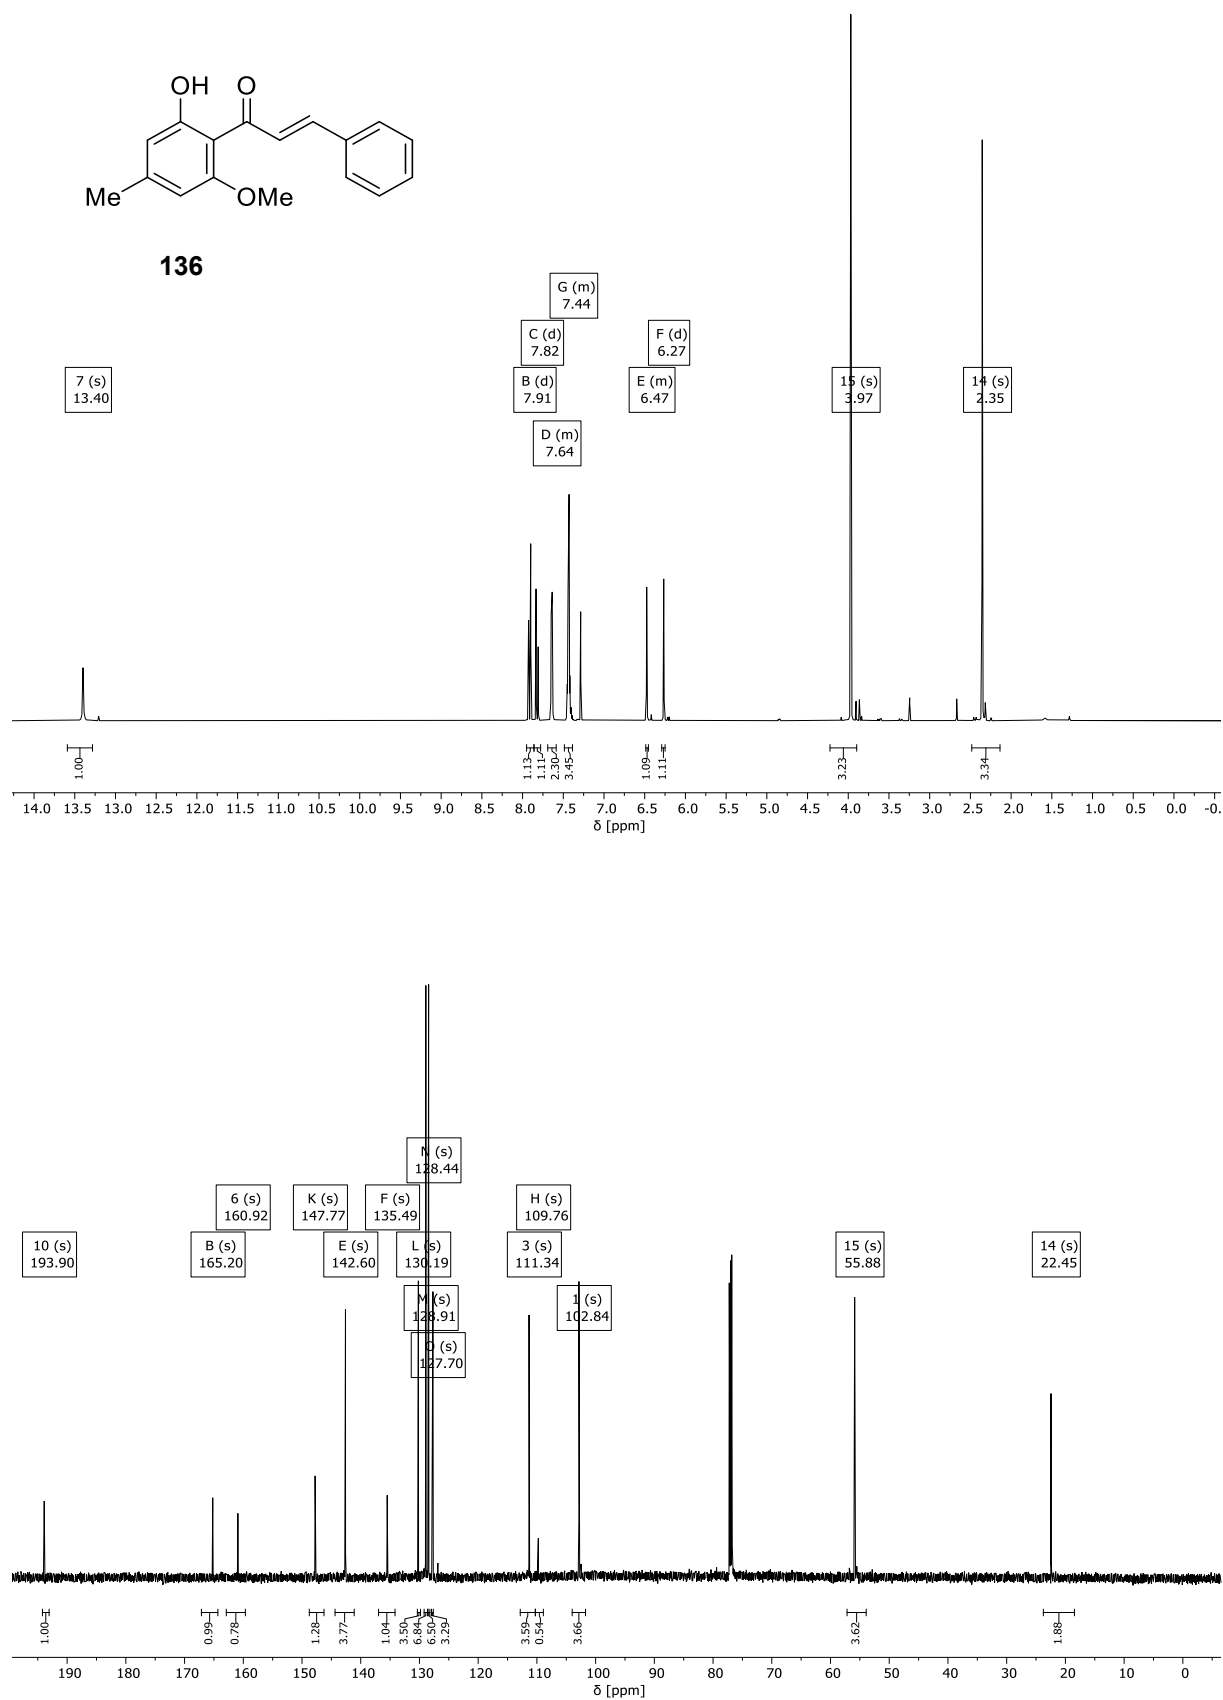 OH
O
Me
OMe
136
G (m)
7.44
C (d)
7.82
F (d)
6.27
7 (s)
13.40
B (d)
7.91
E (m)
6.47
15 (s)
3.97
14 (s)
2.35
D (m)
7.64
1.00
1.13
1.11
2.30
3.45
1.09
1.11
3.23
3.34
14.0 13.5 13.0 12.5 12.0 11.5 11.0 10.5 10.0 9.5 9.0 8.5 8.0 7.5 7.0 6.5 6.0 5.5 5.0 4.5 4.0 3.5 3.0 2.5 2.0 1.5 1.0 0.5 0.0 -0.
δ [ppm]
N (s)
128.44
6 (s)
160.92
K (s)
147.77
F (s)
135.49
H (s)
109.76
10 (s)
193.90
B (s)
165.20
E (s)
142.60
L (s)
130.19
3 (s)
111.34
15 (s)
55.88
14 (s)
22.45
M (s)
128.91
1 (s)
102.84
O (s)
127.70
1.00
0.99
0.78
1.28
3.77
1.04
3.50
6.84
6.50
3.29
3.59
0.54
3.66
3.62
1.88
190 180 170 160 150 140 130 120 110 100 90 80 70 60 50 40 30 20 10 0
δ [ppm]